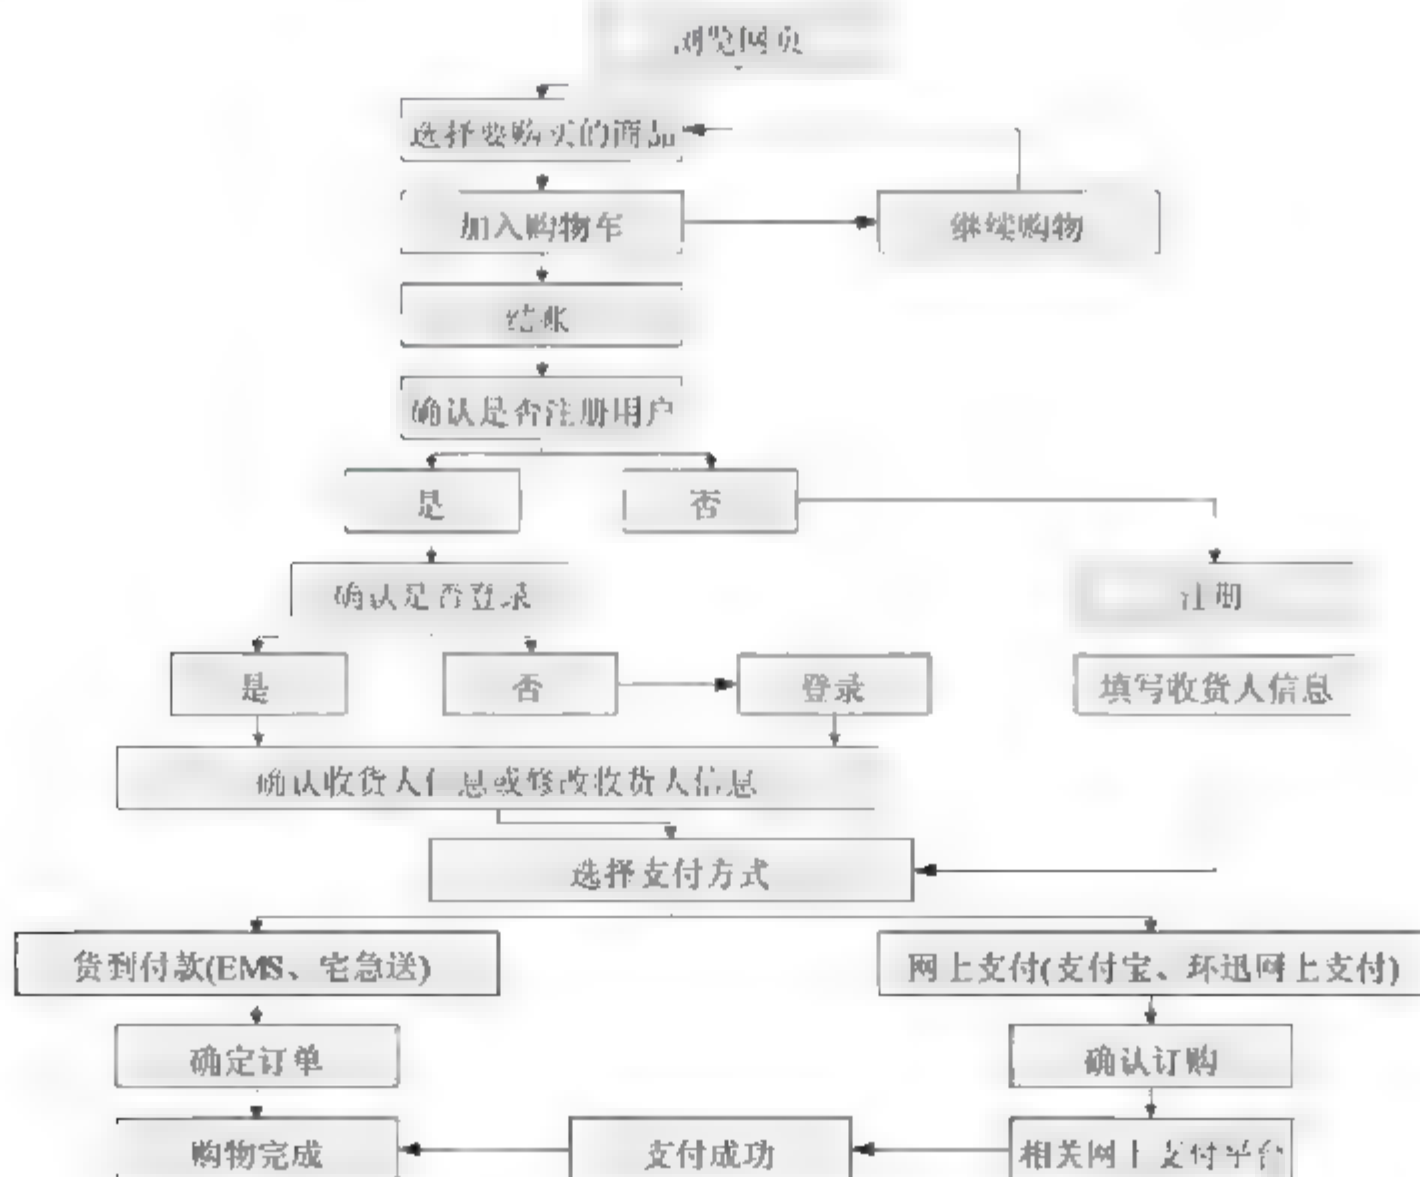 浏览网页
选择要购买的商品
加入购物车
继续购物
结账
确认是否注册用户
是
否
确认是否登录
注册
是
否
登录
填写收货人信息
确认收货人信息或修改收货人信息
选择支付方式
货到付款(EMS、宅急送)
网上支付(支付宝、环迅网上支付)
确定订单
确认订购
购物完成
支付成功
相关网上支付平台